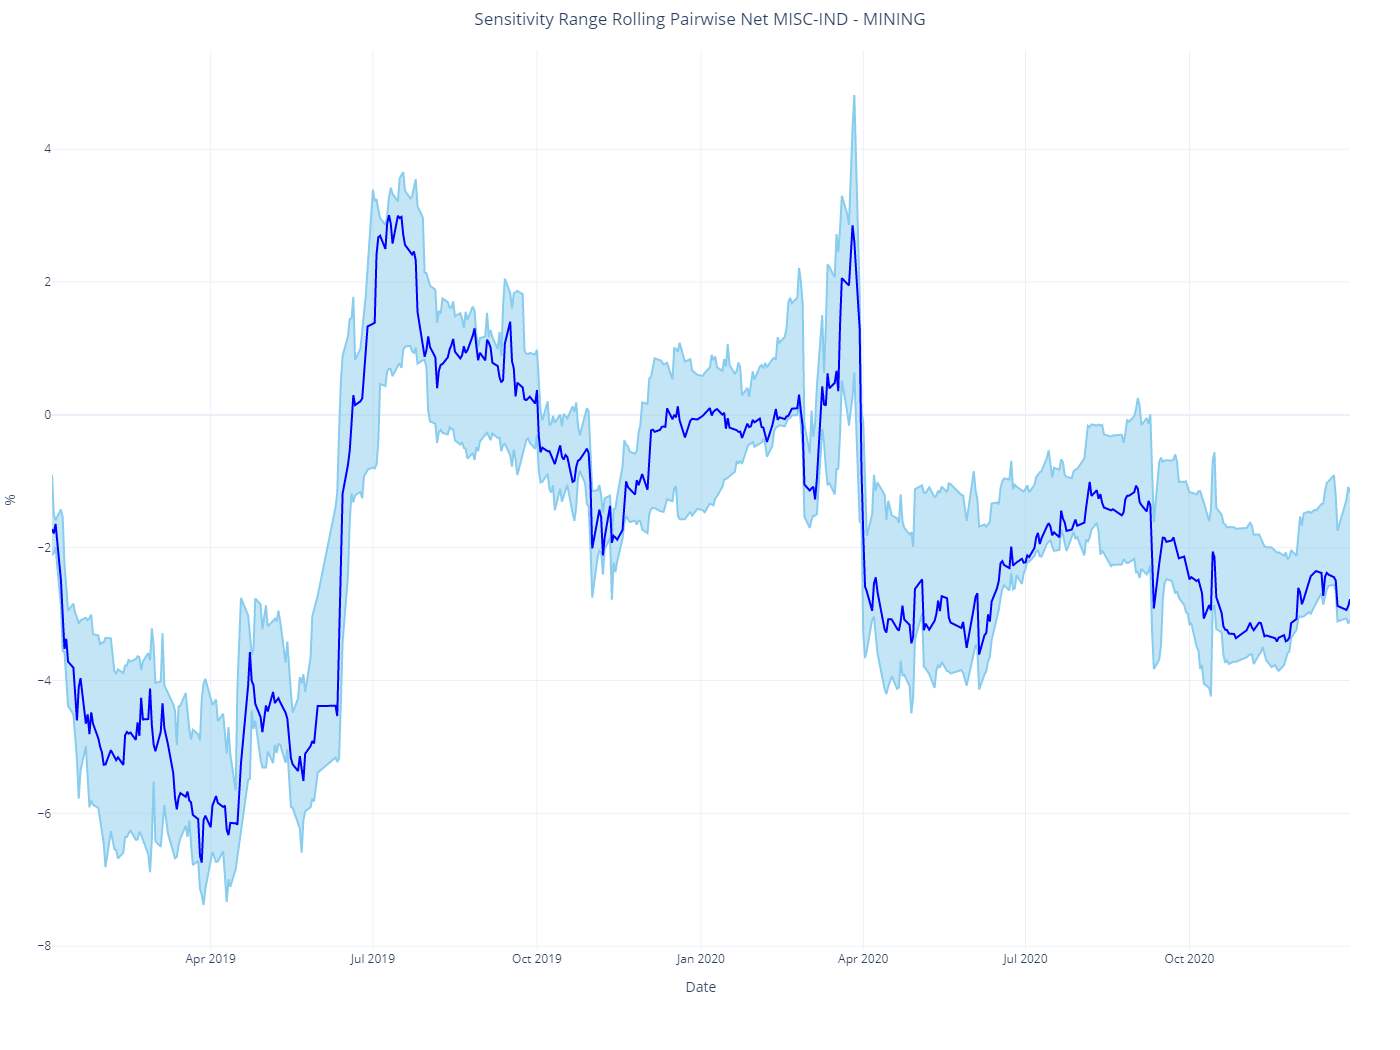 Sensitivity Range Rolling Pairwise Net MISC-IND - MINING
4
2
0
−2
−4
−6
−8
%
Apr 2019
Jul 2019
Oct 2019
Jan 2020
Apr 2020
Jul 2020
Oct 2020
Date